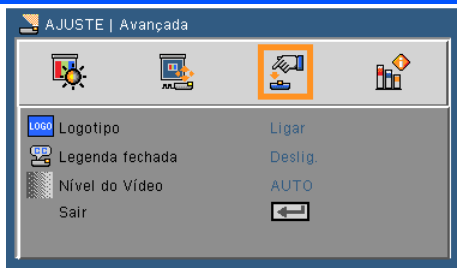 AJUSTE | Avançada
LOGO Logotipo Ligar
Legenda fechada Deslig.
Nível do Vídeo AUTO
Sair